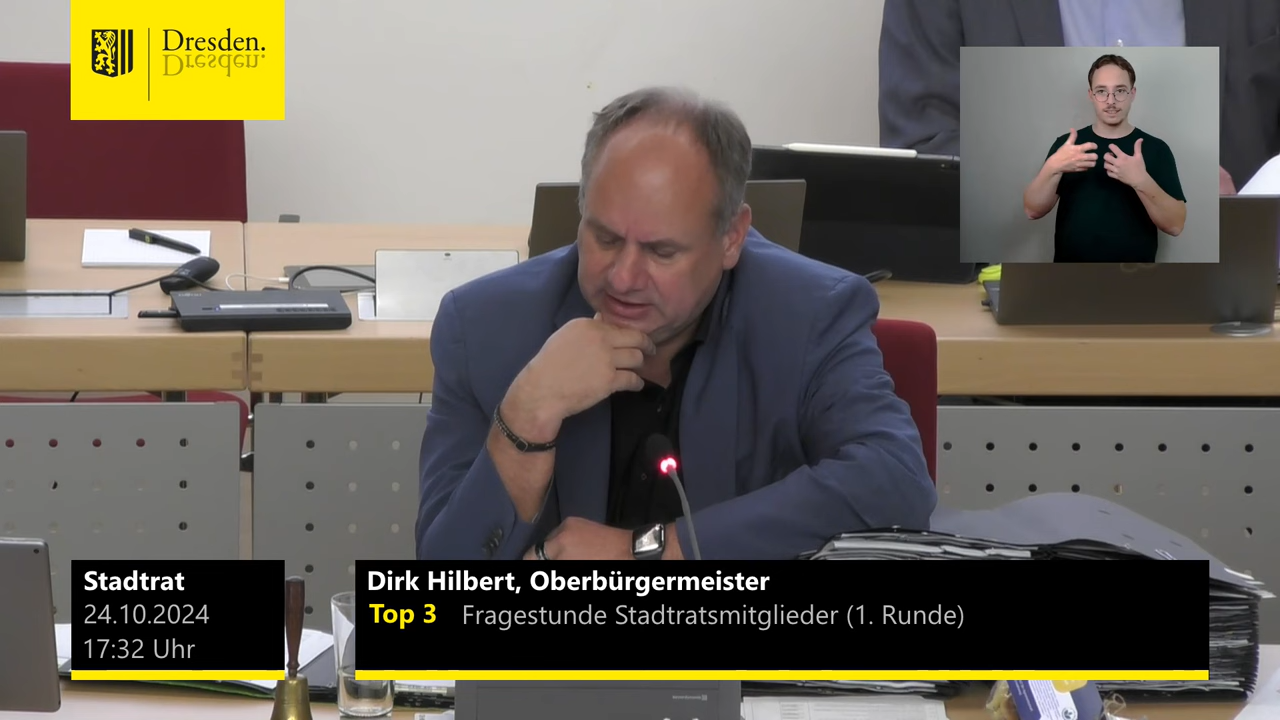 Dresden.
Dresden.
Stadtrat
24.10.2024
17:32 Uhr
Dirk Hilbert, Oberbürgermeister
Top 3 Fragestunde Stadtratsmitglieder (1. Runde)